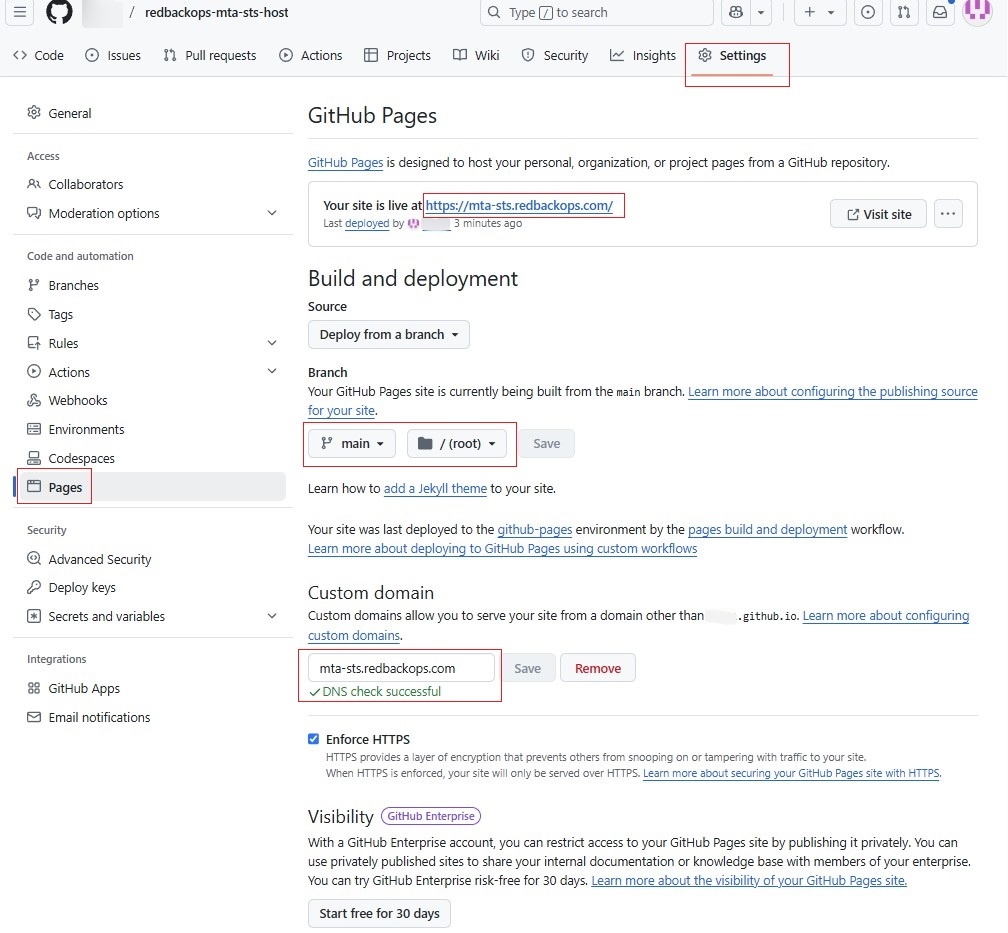 / redbackops-mta-sts-host
Type / to search
Code Issues Pull requests Actions Projects Wiki Security Insights Settings
General
Access
Collaborators
Moderation options
Code and automation
Branches
Tags
Rules
Actions
Webhooks
Environments
Codespaces
Pages
Security
Advanced Security
Deploy keys
Secrets and variables
Integrations
GitHub Apps
Email notifications
GitHub Pages
GitHub Pages is designed to host your personal, organization, or project pages from a GitHub repository.
Your site is live at https://mta-sts.redbackops.com/
Last deployed by 3 minutes ago
Visit site
Build and deployment
Source
Deploy from a branch
Branch
Your GitHub Pages site is currently being built from the main branch. Learn more about configuring the publishing source
for your site.
main / (root) Save
Learn how to add a Jekyll theme to your site.
Your site was last deployed to the github-pages environment by the pages build and deployment workflow.
Learn more about deploying to GitHub Pages using custom workflows
Custom domain
Custom domains allow you to serve your site from a domain other than .github.io. Learn more about configuring
custom domains.
mta-sts.redbackops.com Save Remove
DNS check successful
Enforce HTTPS
HTTPS provides a layer of encryption that prevents others from snooping on or tampering with traffic to your site.
When HTTPS is enforced, your site will only be served over HTTPS. Learn more about securing your GitHub Pages site with HTTPS.
Visibility GitHub Enterprise
With a GitHub Enterprise account, you can restrict access to your GitHub Pages site by publishing it privately. You can
use privately published sites to share your internal documentation or knowledge base with members of your enterprise.
You can try GitHub Enterprise risk-free for 30 days. Learn more about the visibility of your GitHub Pages site.
Start free for 30 days